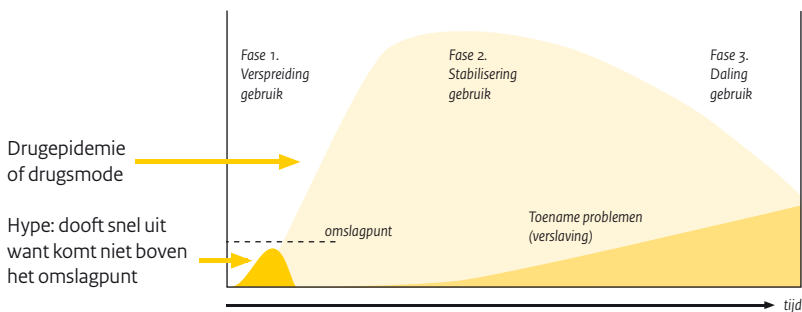 Fase 1.
Verspreiding
gebruik
Fase 2.
Stabilisering
gebruik
Fase 3.
Daling
gebruik
Drugepidemie
of drugsmode
Hype: dooft snel uit
want komt niet boven
het omslagpunt
omslagpunt
Toename problemen
(verslaving)
tijd